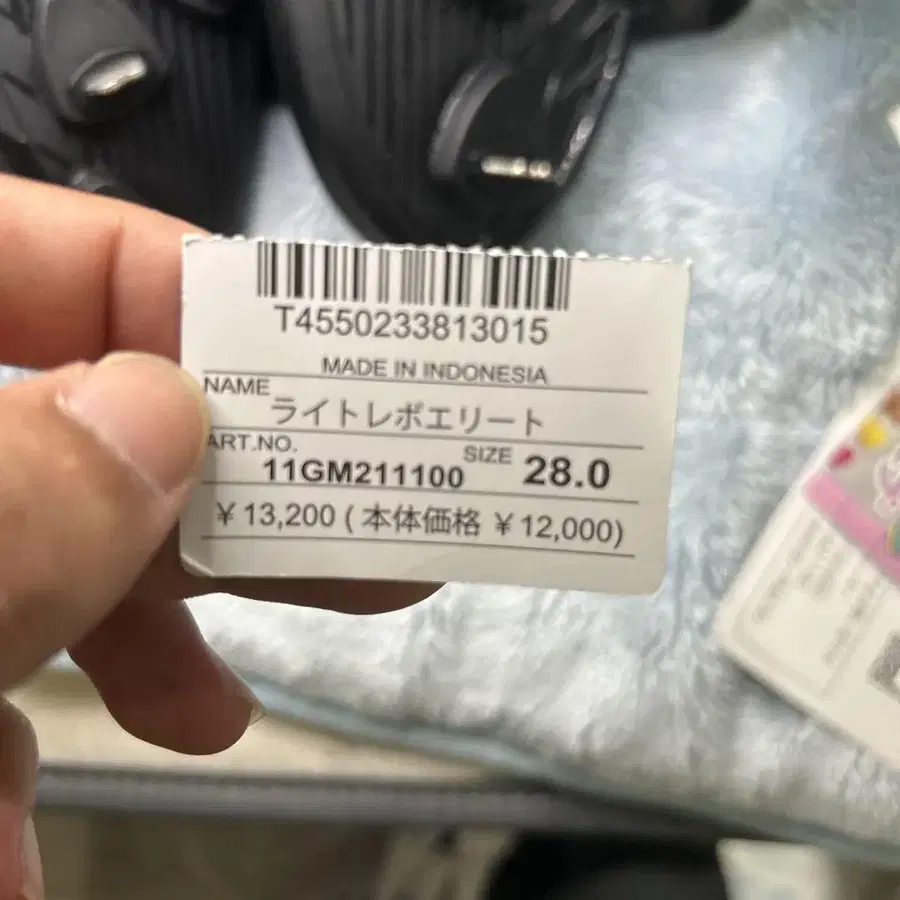 T4550233813015
MADE IN INDONESIA
NAME
ライトレボエリート
ART.NO.
11GM211100
SIZE 28.0
¥13,200 (本体価格 ¥12,000)